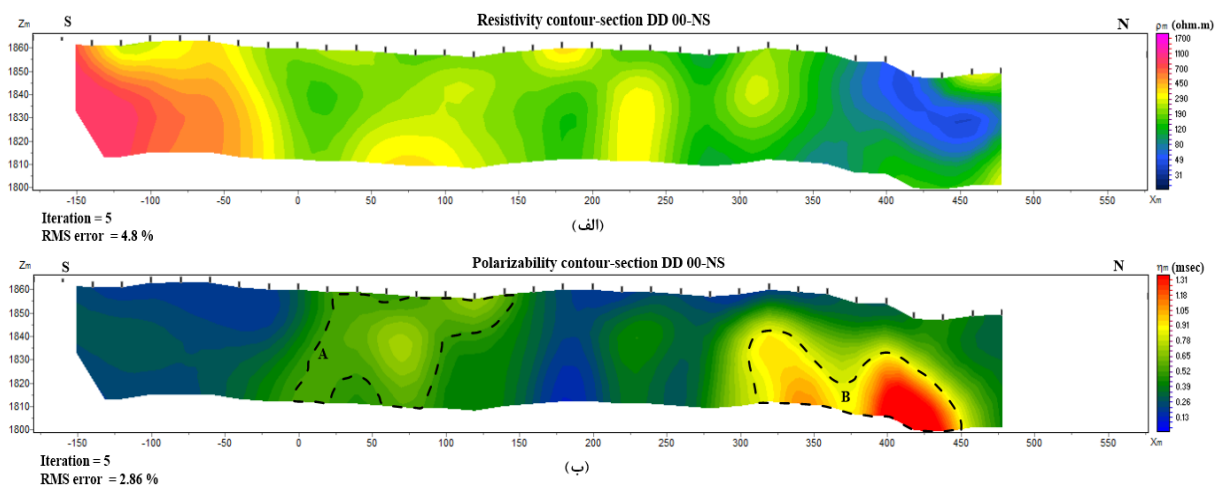 Resistivity contour-section DD 00-NS
Zm S N ρm (ohm.m)
1860
1850
1840
1830
1820
1810
1800
1700
1100
700
450
290
190
120
80
49
31
-150 -100 -50 0 50 100 150 200 250 300 350 400 450 500 550 Xm
Iteration = 5
RMS error = 4.8 %
(الف)
Polarizability contour-section DD 00-NS
Zm S N ηm (msec)
1860
1850
1840
1830
1820
1810
1800
A
B
1.31
1.05
0.91
0.78
0.65
0.52
0.39
0.26
0.13
-150 -100 -50 0 50 100 150 200 250 300 350 400 450 500 550 Xm
Iteration = 5
RMS error = 2.86 %
(ب)